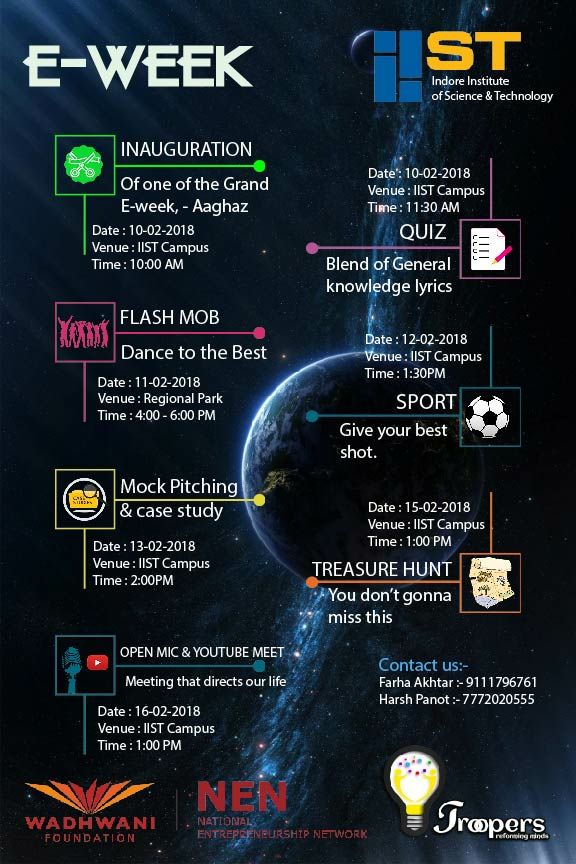 E-WEEK
IIST
Indore Institute
of Science & Technology
INAUGURATION
Of one of the Grand
E-week, - Aaghaz
Date : 10-02-2018
Venue : IIST Campus
Time : 10:00 AM
Date : 10-02-2018
Venue : IIST Campus
Time : 11:30 AM
QUIZ
Blend of General
knowledge lyrics
FLASH MOB
Dance to the Best
Date : 11-02-2018
Venue : Regional Park
Time : 4:00 - 6:00 PM
Date : 12-02-2018
Venue : IIST Campus
Time : 1:30PM
SPORT
Give your best
shot.
Mock Pitching
& case study
CASE
STUDIES
Date : 13-02-2018
Venue : IIST Campus
Time : 2:00PM
Date : 15-02-2018
Venue : IIST Campus
Time : 1:00 PM
TREASURE HUNT
You don't gonna
miss this
OPEN MIC & YOUTUBE MEET
Meeting that directs our life
Date : 16-02-2018
Venue : IIST Campus
Time : 1:00 PM
Contact us:-
Farha Akhtar :- 9111796761
Harsh Panot :- 7772020555
WADHWANI
FOUNDATION
NEN
NATIONAL
ENTREPRENEURSHIP NETWORK
Troopers
reforming minds